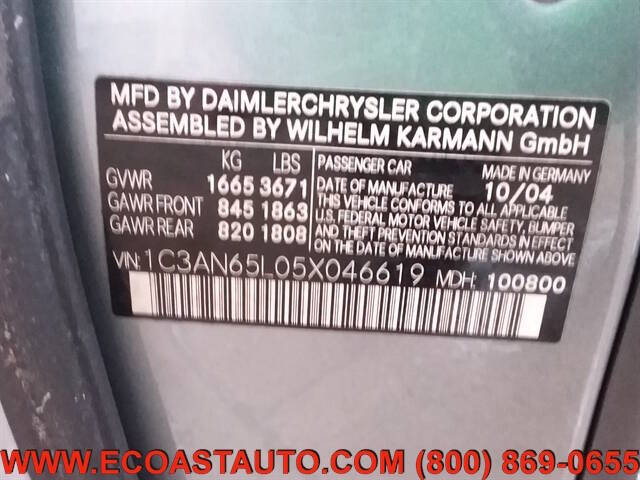 MFD BY DAIMLERCHRYSLER CORPORATION
ASSEMBLED BY WILHELM KARMANN GmbH
KG LBS
GVWR 1665 3671
GAWR FRONT 845 1863
GAWR REAR 820 1808
PASSENGER CAR MADE IN GERMANY
DATE OF MANUFACTURE 10/04
THIS VEHICLE CONFORMS TO ALL APPLICABLE
U.S. FEDERAL MOTOR VEHICLE SAFETY, BUMPER,
AND THEFT PREVENTION STANDARDS IN EFFECT
ON THE DATE OF MANUFACTURE SHOWN ABOVE
VIN: 1C3AN65L05X046619 MDH: 100800
WWW.ECOASTAUTO.COM (800) 869-0655